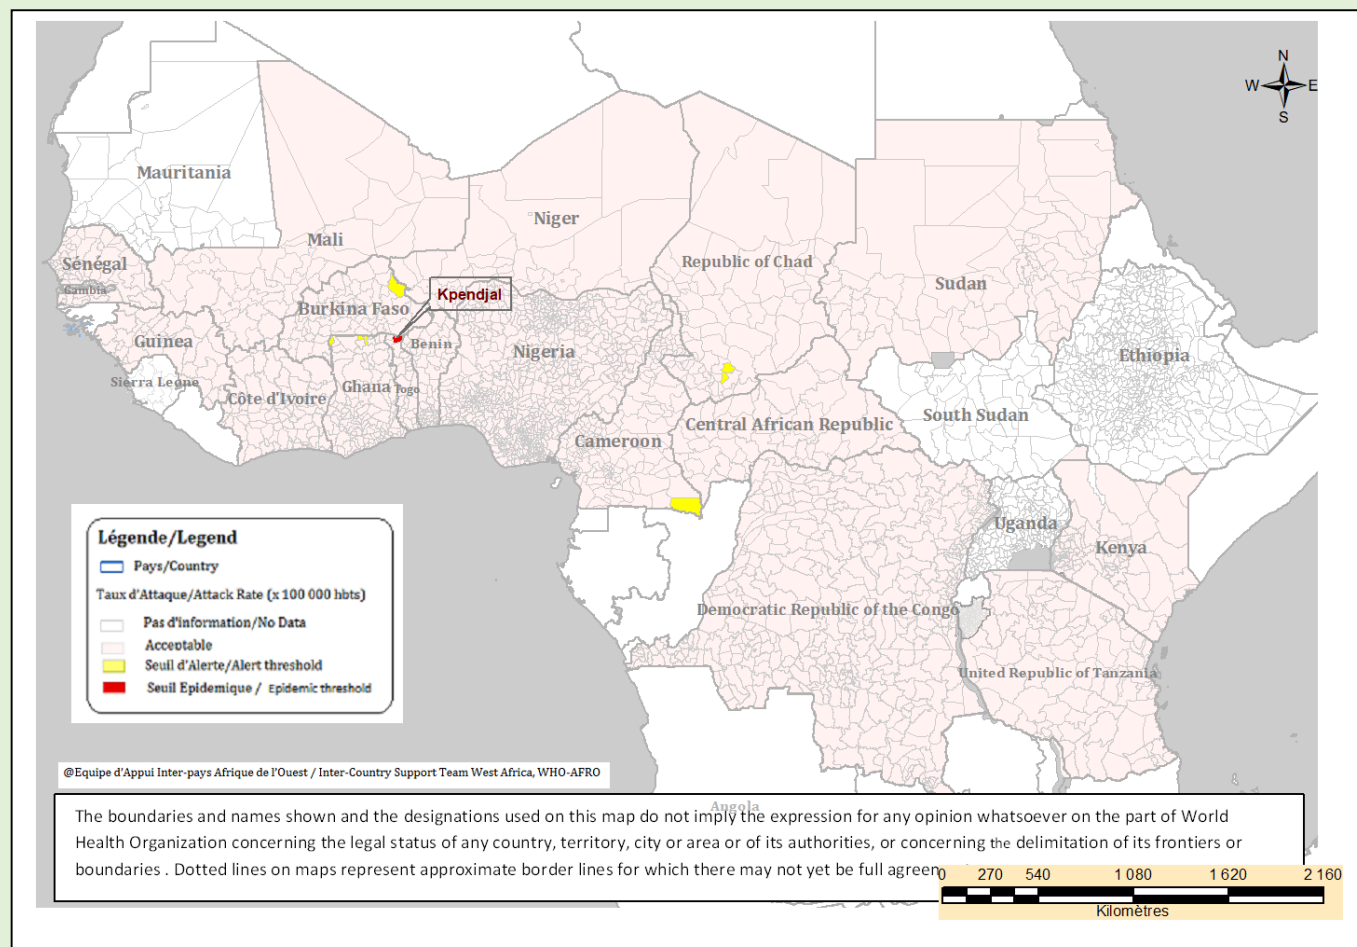 N
W E
S
Mauritania
Niger
Mali
Sénégal
Republic of Chad
Gambia
Sudan
Kpendjal
Burkina Faso
Guinea
Benin
Nigeria
Ethiopia
Sierra Leone
Ghana
Togo
Côte d'Ivoire
South Sudan
Central African Republic
Cameroon
Uganda
Kenya
Democratic Republic of the Congo
United Republic of Tanzania
Légende/Legend
Pays/Country
Taux d'Attaque/Attack Rate (x 100 000 hbts)
Pas d'information/No Data
Acceptable
Seuil d'Alerte/Alert threshold
Seuil Epidemique / Epidemic threshold
@Equipe d'Appui Inter-pays Afrique de l'Ouest / Inter-Country Support Team West Africa, WHO-AFRO
Angola
The boundaries and names shown and the designations used on this map do not imply the expression for any opinion whatsoever on the part of World
Health Organization concerning the legal status of any country, territory, city or area or of its authorities, or concerning the delimitation of its frontiers or
boundaries . Dotted lines on maps represent approximate border lines for which there may not yet be full agreem
0 270 540 1 080 1 620 2 160
Kilomètres